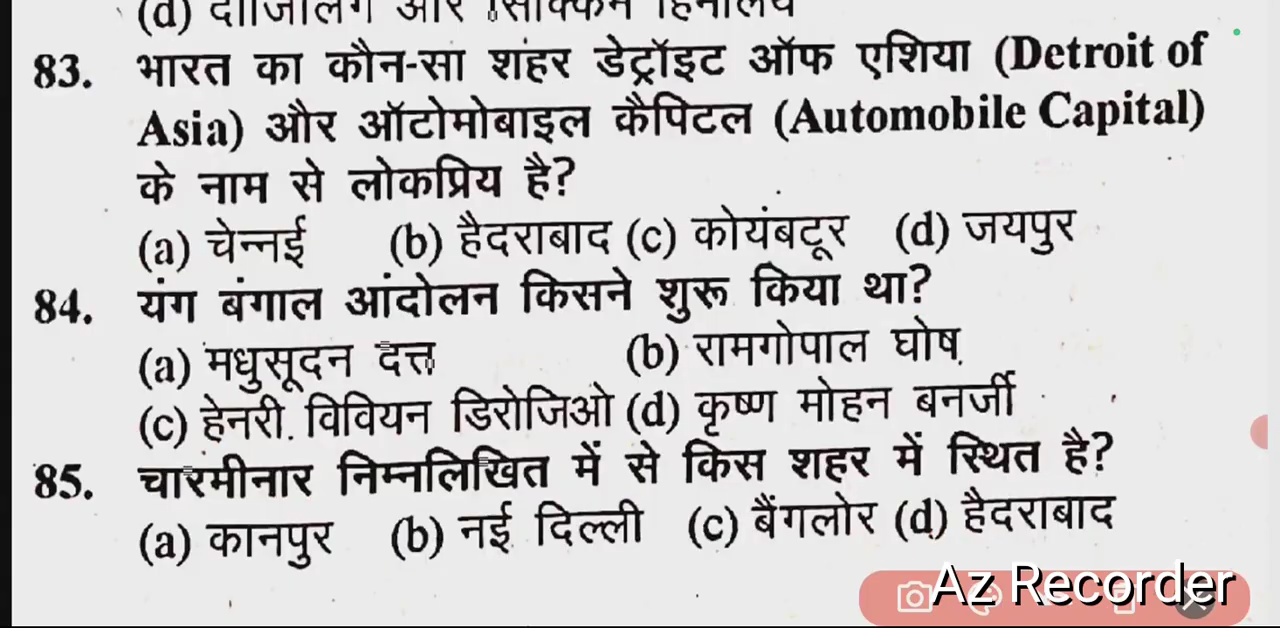 (d) दार्जिलिंग और सिक्किम हिमालय
83. भारत का कौन-सा शहर डेट्रॉइट ऑफ एशिया (Detroit of
Asia) और ऑटोमोबाइल कैपिटल (Automobile Capital)
के नाम से लोकप्रिय है?
(a) चेन्नई (b) हैदराबाद (c) कोयंबटूर (d) जयपुर
84. यंग बंगाल आंदोलन किसने शुरू किया था?
(a) मधुसूदन दत्त (b) रामगोपाल घोष
(c) हेनरी विवियन डिरोजिओ (d) कृष्ण मोहन बनर्जी
85. चारमीनार निम्नलिखित में से किस शहर में स्थित है?
(a) कानपुर (b) नई दिल्ली (c) बैंगलोर (d) हैदराबाद
Az Recorder